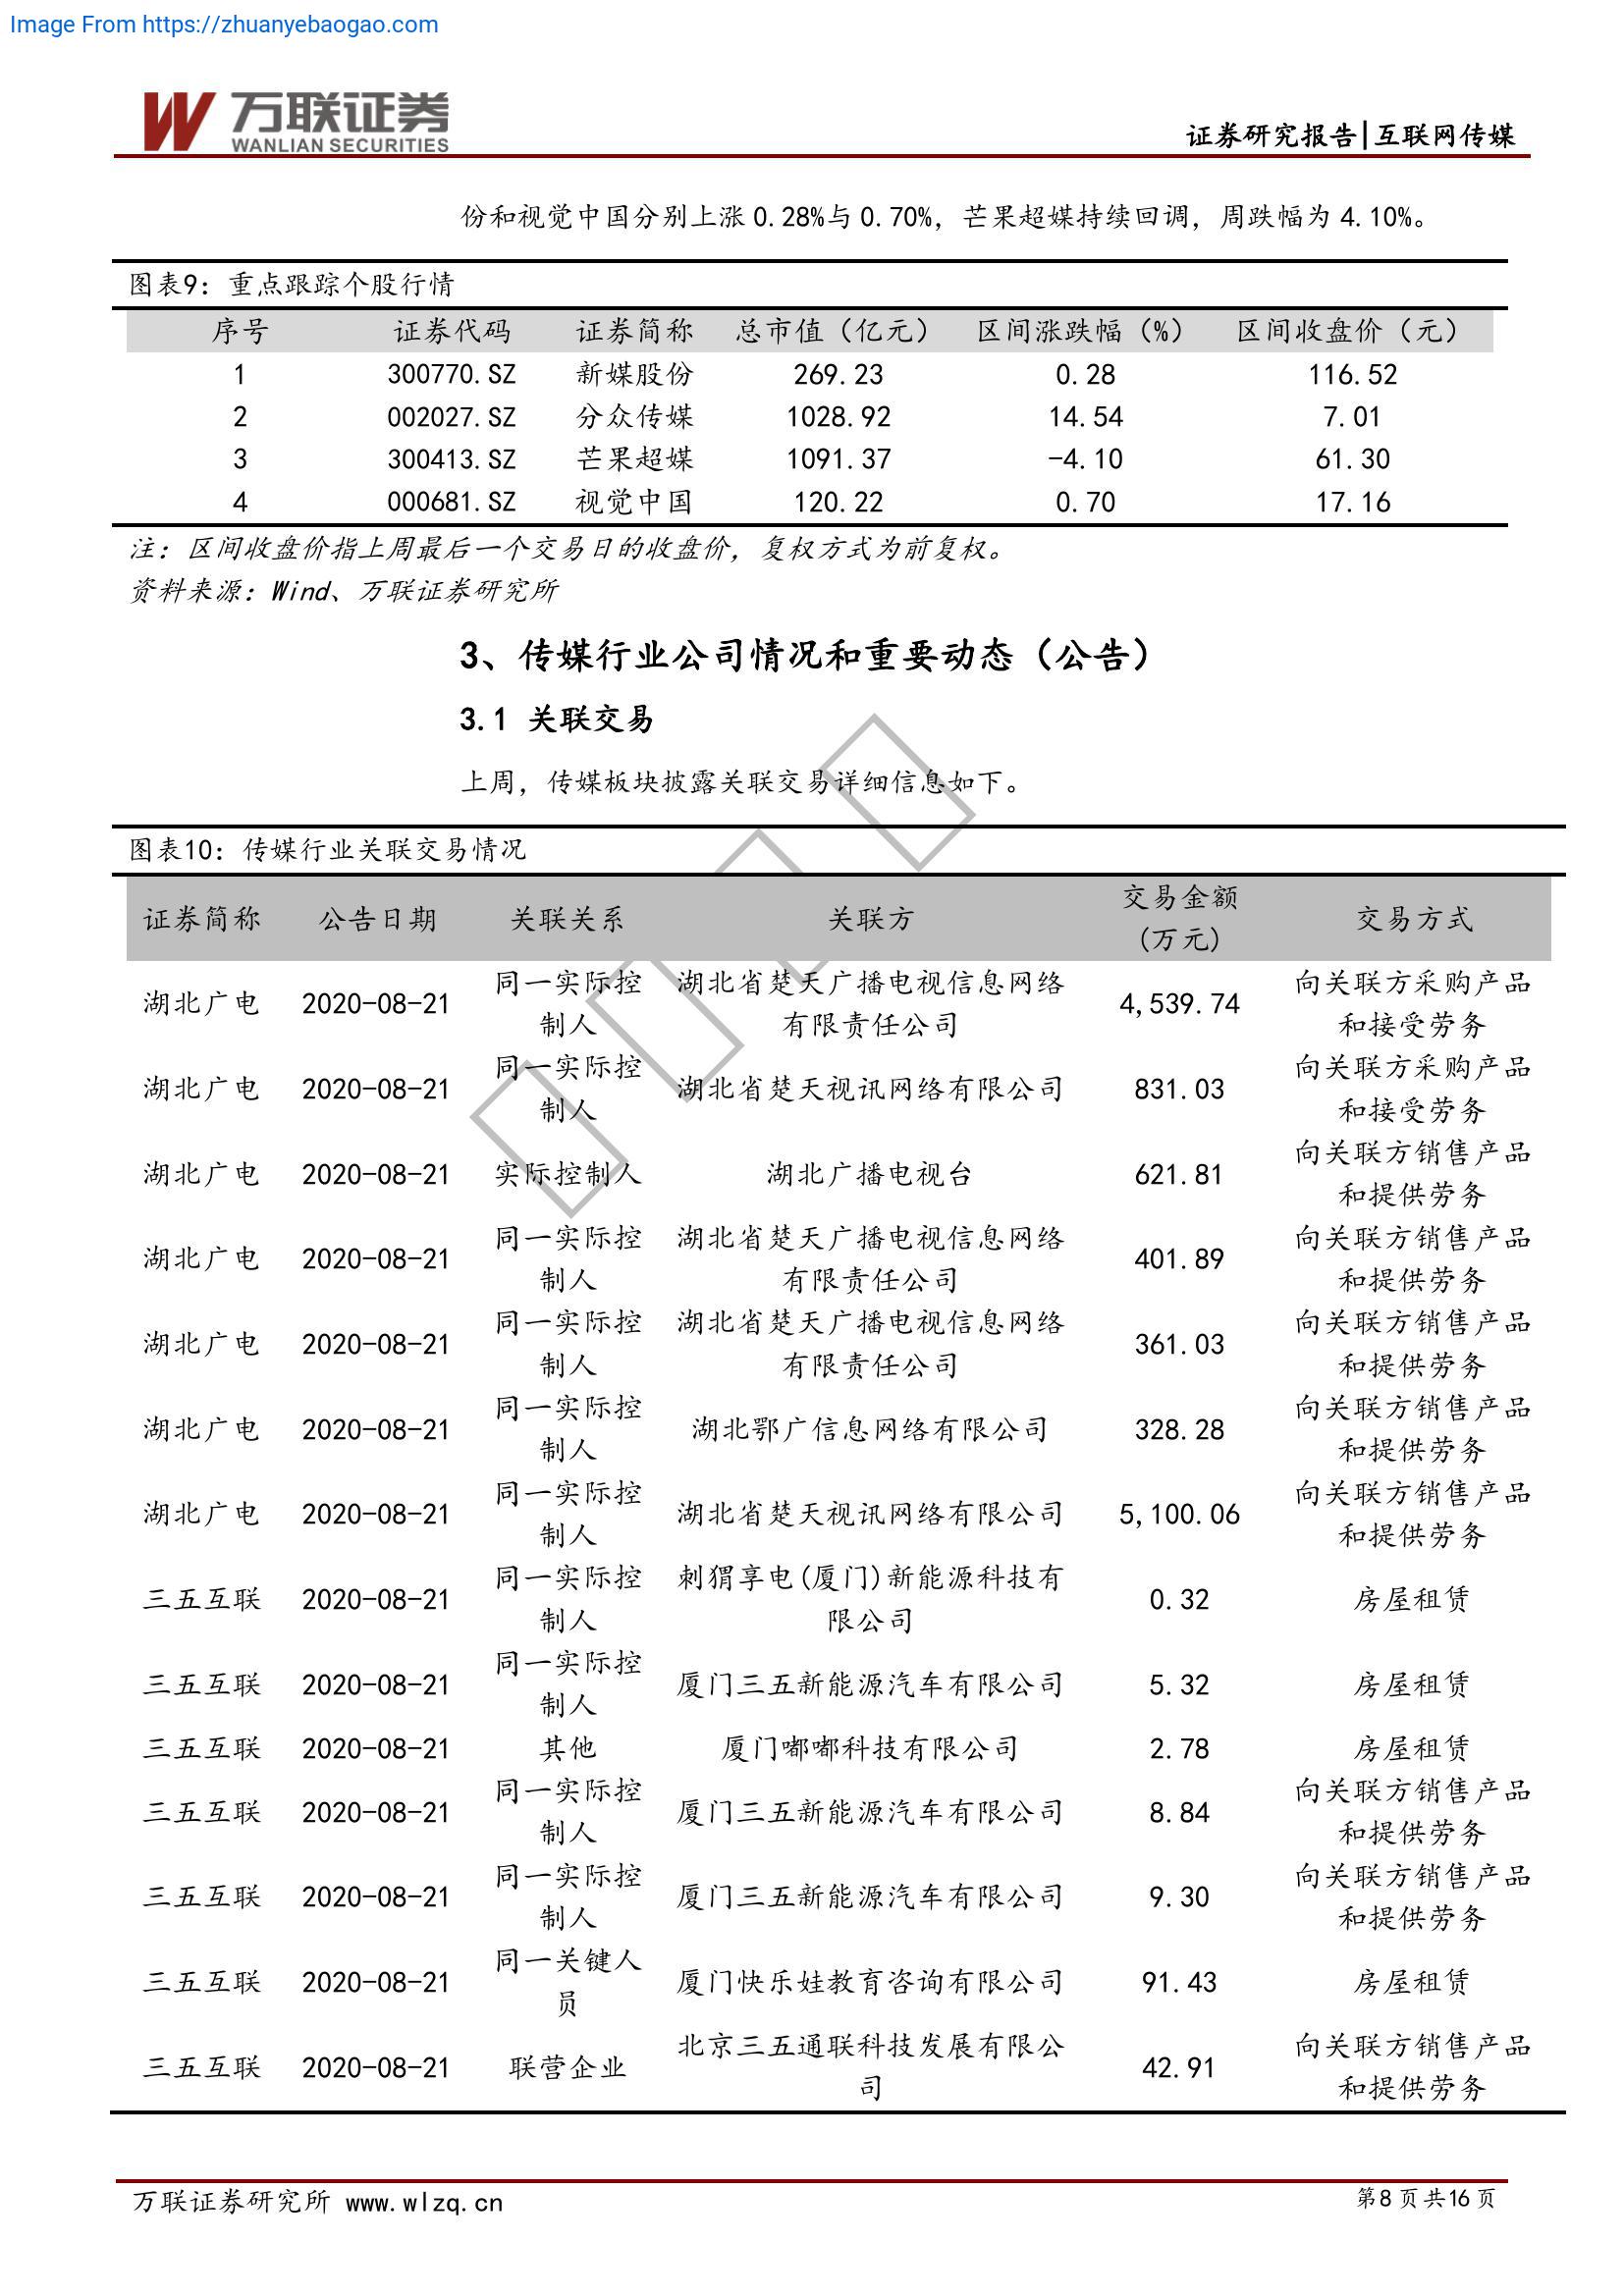 Image From https://zhuanyebaogao.com
万联证券
WANLIAN SECURITIES
证券研究报告|互联网传媒
份和视觉中国分别上涨 0.28%与 0.70%，芒果超媒持续回调，周跌幅为 4.10%。
图表9：重点跟踪个股行情
序号 证券代码 证券简称 总市值（亿元） 区间涨跌幅（%） 区间收盘价（元）
1 300770.SZ 新媒股份 269.23 0.28 116.52
2 002027.SZ 分众传媒 1028.92 14.54 7.01
3 300413.SZ 芒果超媒 1091.37 -4.10 61.30
4 000681.SZ 视觉中国 120.22 0.70 17.16
注：区间收盘价指上周最后一个交易日的收盘价，复权方式为前复权。
资料来源：Wind、万联证券研究所
3、传媒行业公司情况和重要动态（公告）
3.1 关联交易
上周，传媒板块披露关联交易详细信息如下。
图表10：传媒行业关联交易情况
证券简称 公告日期 关联关系 关联方 交易金额 交易方式
(万元)
湖北广电 2020-08-21 同一实际控 湖北省楚天广播电视信息网络 4,539.74 向关联方采购产品
制人 有限责任公司 和接受劳务
湖北广电 2020-08-21 同一实际控 湖北省楚天视讯网络有限公司 831.03 向关联方采购产品
制人 和接受劳务
湖北广电 2020-08-21 实际控制人 湖北广播电视台 621.81 向关联方销售产品
和提供劳务
湖北广电 2020-08-21 同一实际控 湖北省楚天广播电视信息网络 401.89 向关联方销售产品
制人 有限责任公司 和提供劳务
湖北广电 2020-08-21 同一实际控 湖北省楚天广播电视信息网络 361.03 向关联方销售产品
制人 有限责任公司 和提供劳务
湖北广电 2020-08-21 同一实际控 湖北鄂广信息网络有限公司 328.28 向关联方销售产品
制人 和提供劳务
湖北广电 2020-08-21 同一实际控 湖北省楚天视讯网络有限公司 5,100.06 向关联方销售产品
制人 和提供劳务
三五互联 2020-08-21 同一实际控 刺猬享电(厦门)新能源科技有 0.32 房屋租赁
制人 限公司
三五互联 2020-08-21 同一实际控 厦门三五新能源汽车有限公司 5.32 房屋租赁
制人
三五互联 2020-08-21 其他 厦门嘟嘟科技有限公司 2.78 房屋租赁
三五互联 2020-08-21 同一实际控 厦门三五新能源汽车有限公司 8.84 向关联方销售产品
制人 和提供劳务
三五互联 2020-08-21 同一实际控 厦门三五新能源汽车有限公司 9.30 向关联方销售产品
制人 和提供劳务
三五互联 2020-08-21 同一关键人 厦门快乐娃教育咨询有限公司 91.43 房屋租赁
员
三五互联 2020-08-21 联营企业 北京三五通联科技发展有限公 42.91 向关联方销售产品
司 和提供劳务
万联证券研究所 www.wlzq.cn
第8页共16页